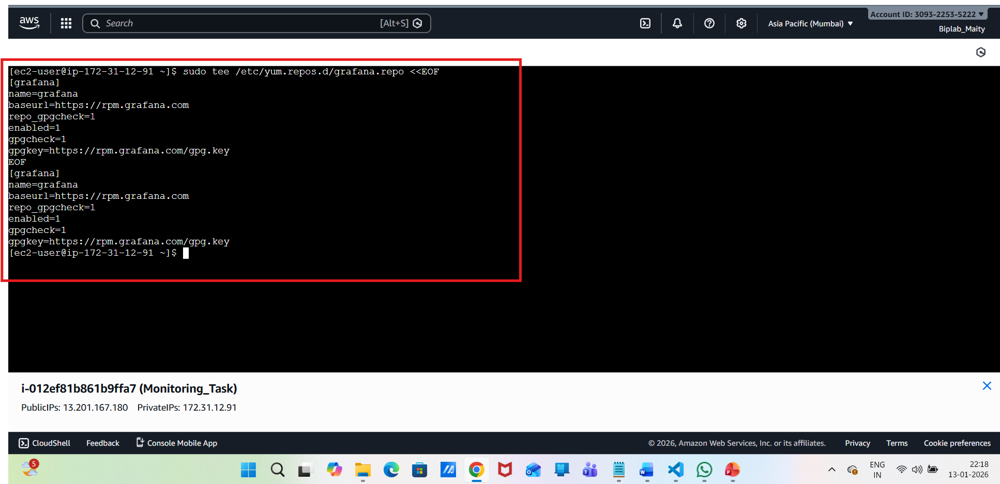 aws
Search
[Alt+S]
Asia Pacific (Mumbai)
Account ID: 3093-2253-5222
Biplab_Maity
[ec2-user@ip-172-31-12-91 ~]$ sudo tee /etc/yum.repos.d/grafana.repo <<EOF
[grafana]
name=grafana
baseurl=https://rpm.grafana.com
repo_gpgcheck=1
enabled=1
gpgcheck=1
gpgkey=https://rpm.grafana.com/gpg.key
EOF
[grafana]
name=grafana
baseurl=https://rpm.grafana.com
repo_gpgcheck=1
enabled=1
gpgcheck=1
gpgkey=https://rpm.grafana.com/gpg.key
[ec2-user@ip-172-31-12-91 ~]$
i-012ef81b861b9ffa7 (Monitoring_Task)
PublicIPs: 13.201.167.180 PrivateIPs: 172.31.12.91
CloudShell Feedback Console Mobile App © 2026, Amazon Web Services, Inc. or its affiliates. Privacy Terms Cookie preferences
5
ENG
IN
22:18
13-01-2026